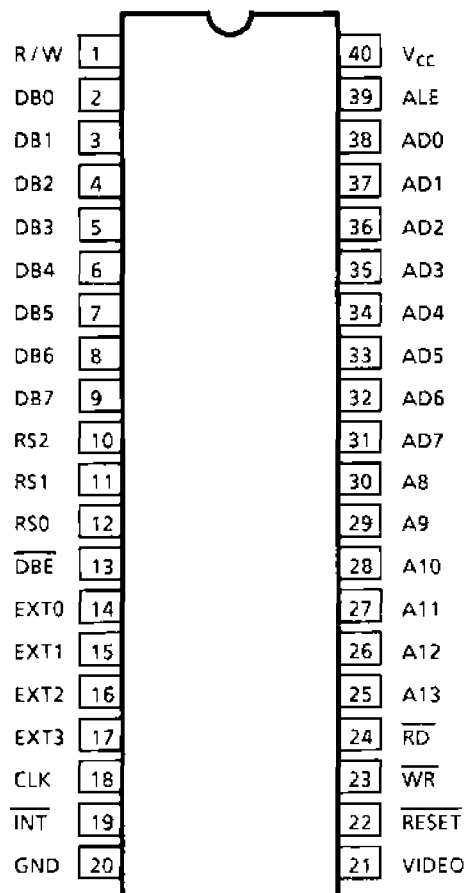 R/W 1 40 VCC
DB0 2 39 ALE
DB1 3 38 AD0
DB2 4 37 AD1
DB3 5 36 AD2
DB4 6 35 AD3
DB5 7 34 AD4
DB6 8 33 AD5
DB7 9 32 AD6
RS2 10 31 AD7
RS1 11 30 A8
RS0 12 29 A9
DBE 13 28 A10
EXT0 14 27 A11
EXT1 15 26 A12
EXT2 16 25 A13
EXT3 17 24 RD
CLK 18 23 WR
INT 19 22 RESET
GND 20 21 VIDEO